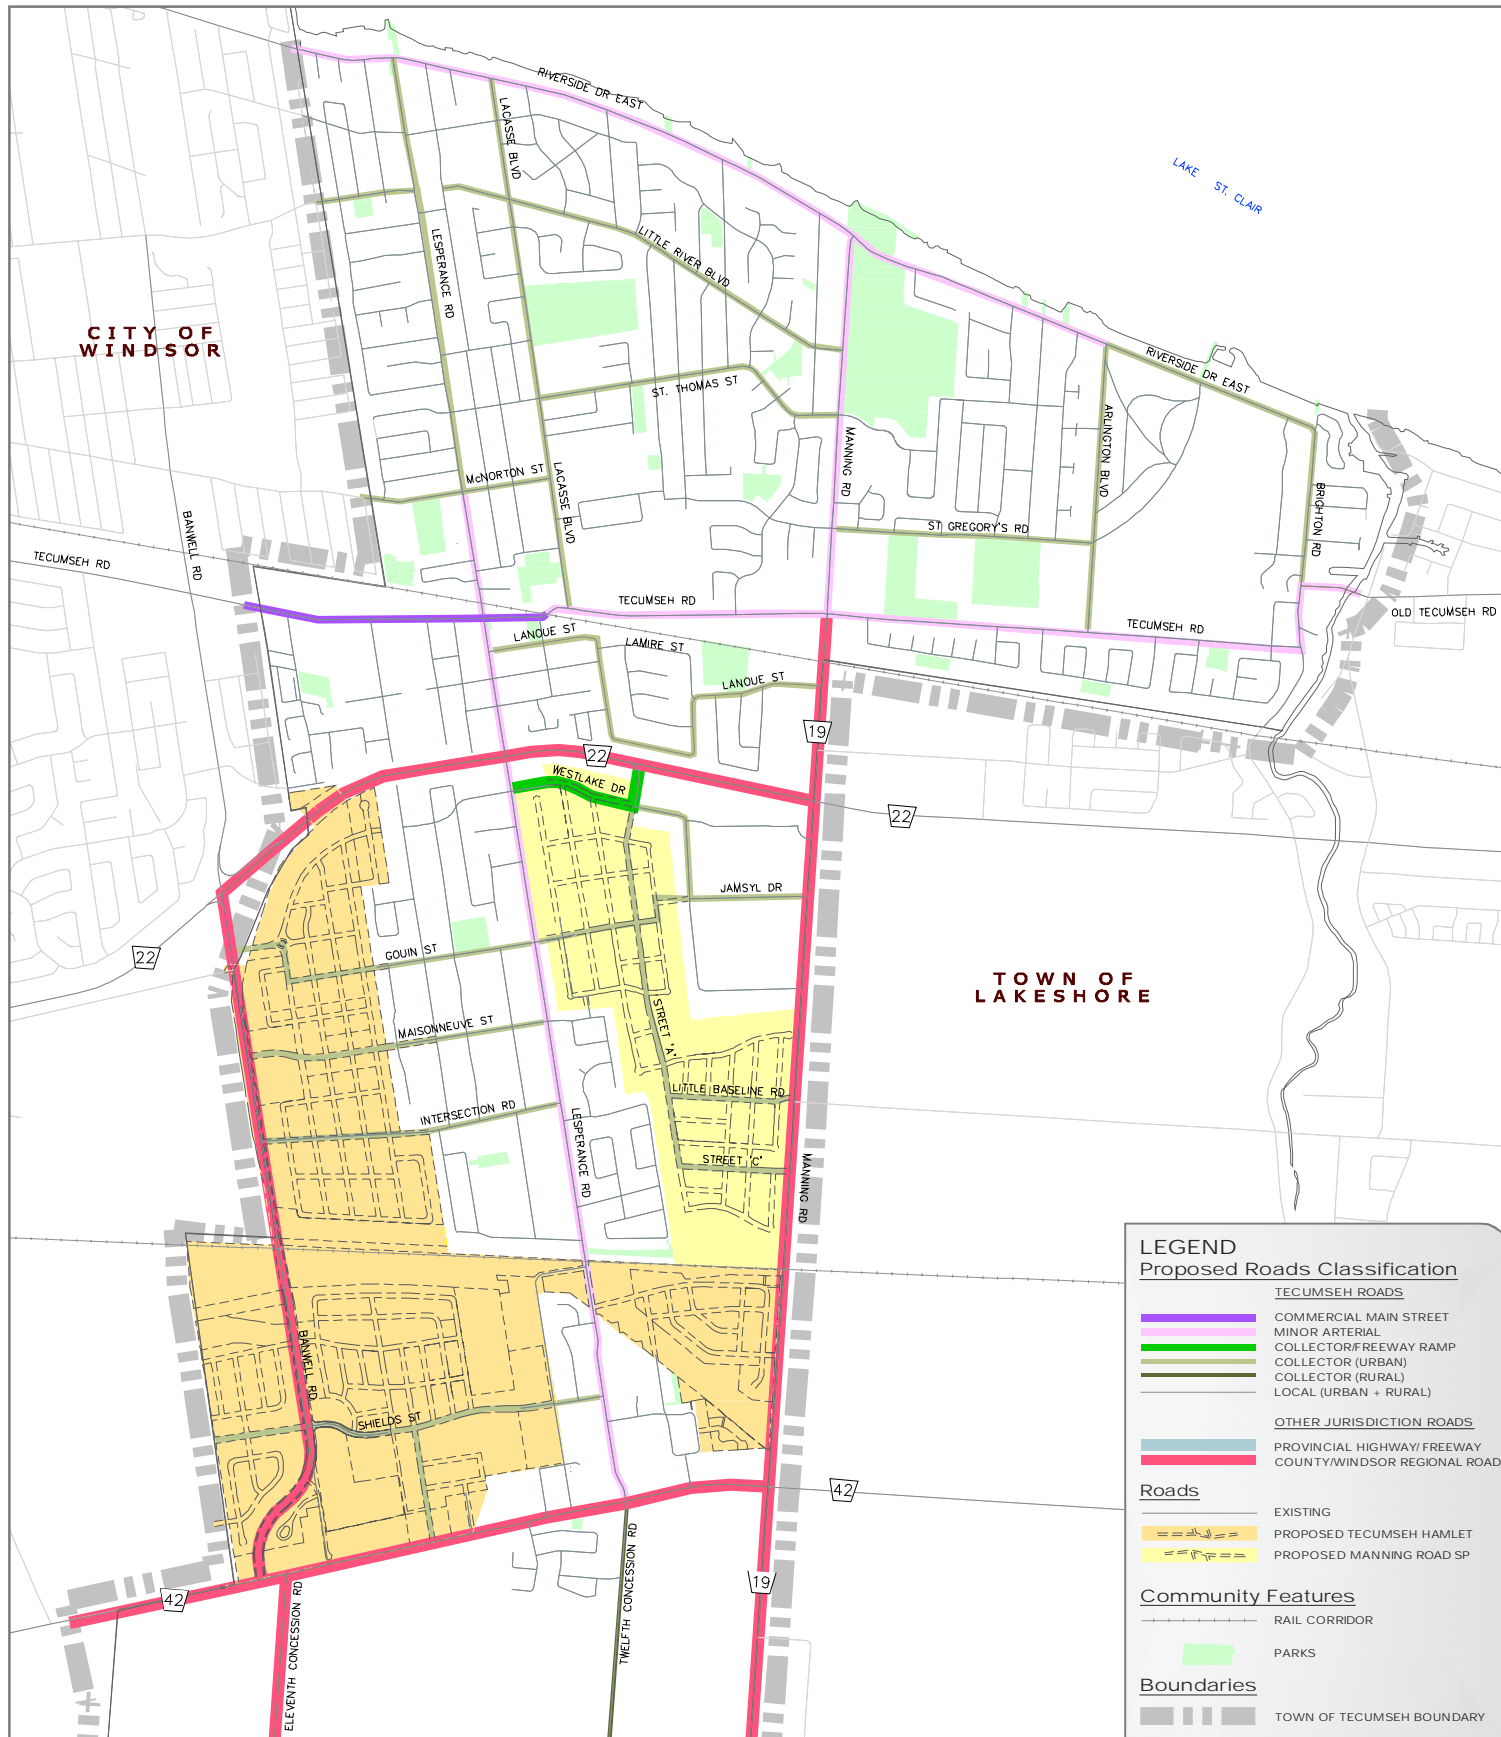 RIVERSIDE DR EAST
LACASSE BLVD
LAKE ST. CLAIR
LESPERANCE RD
LITTLE RIVER BLVD
CITY OF
WINDSOR
RIVERSIDE DR EAST
ST. THOMAS ST
ARLINGTON BLVD
MANNING RD
McNORTON ST
LACASSE BLVD
BRIGHTON RD
BANWELL RD
ST GREGORY'S RD
TECUMSEH RD
TECUMSEH RD
OLD TECUMSEH RD
TECUMSEH RD
LANOUE ST
LAMIRE ST
LANOUE ST
19
22
WESTLAKE DR
22
JAMSYL DR
22
GOUIN ST
TOWN OF
LAKESHORE
STREET 'A'
MAISONNEUVE ST
LITTLE BASELINE RD
INTERSECTION RD
LESPERANCE RD
STREET 'C'
MANNING RD
BANWELL RD
SHIELDS ST
42
19
42
TWELFTH CONCESSION RD
ELEVENTH CONCESSION RD
LEGEND
Proposed Roads Classification
TECUMSEH ROADS
COMMERCIAL MAIN STREET
MINOR ARTERIAL
COLLECTOR/FREEWAY RAMP
COLLECTOR (URBAN)
COLLECTOR (RURAL)
LOCAL (URBAN + RURAL)
OTHER JURISDICTION ROADS
PROVINCIAL HIGHWAY/FREEWAY
COUNTY/WINDSOR REGIONAL ROAD
Roads
EXISTING
PROPOSED TECUMSEH HAMLET
PROPOSED MANNING ROAD SP
Community Features
RAIL CORRIDOR
PARKS
Boundaries
TOWN OF TECUMSEH BOUNDARY